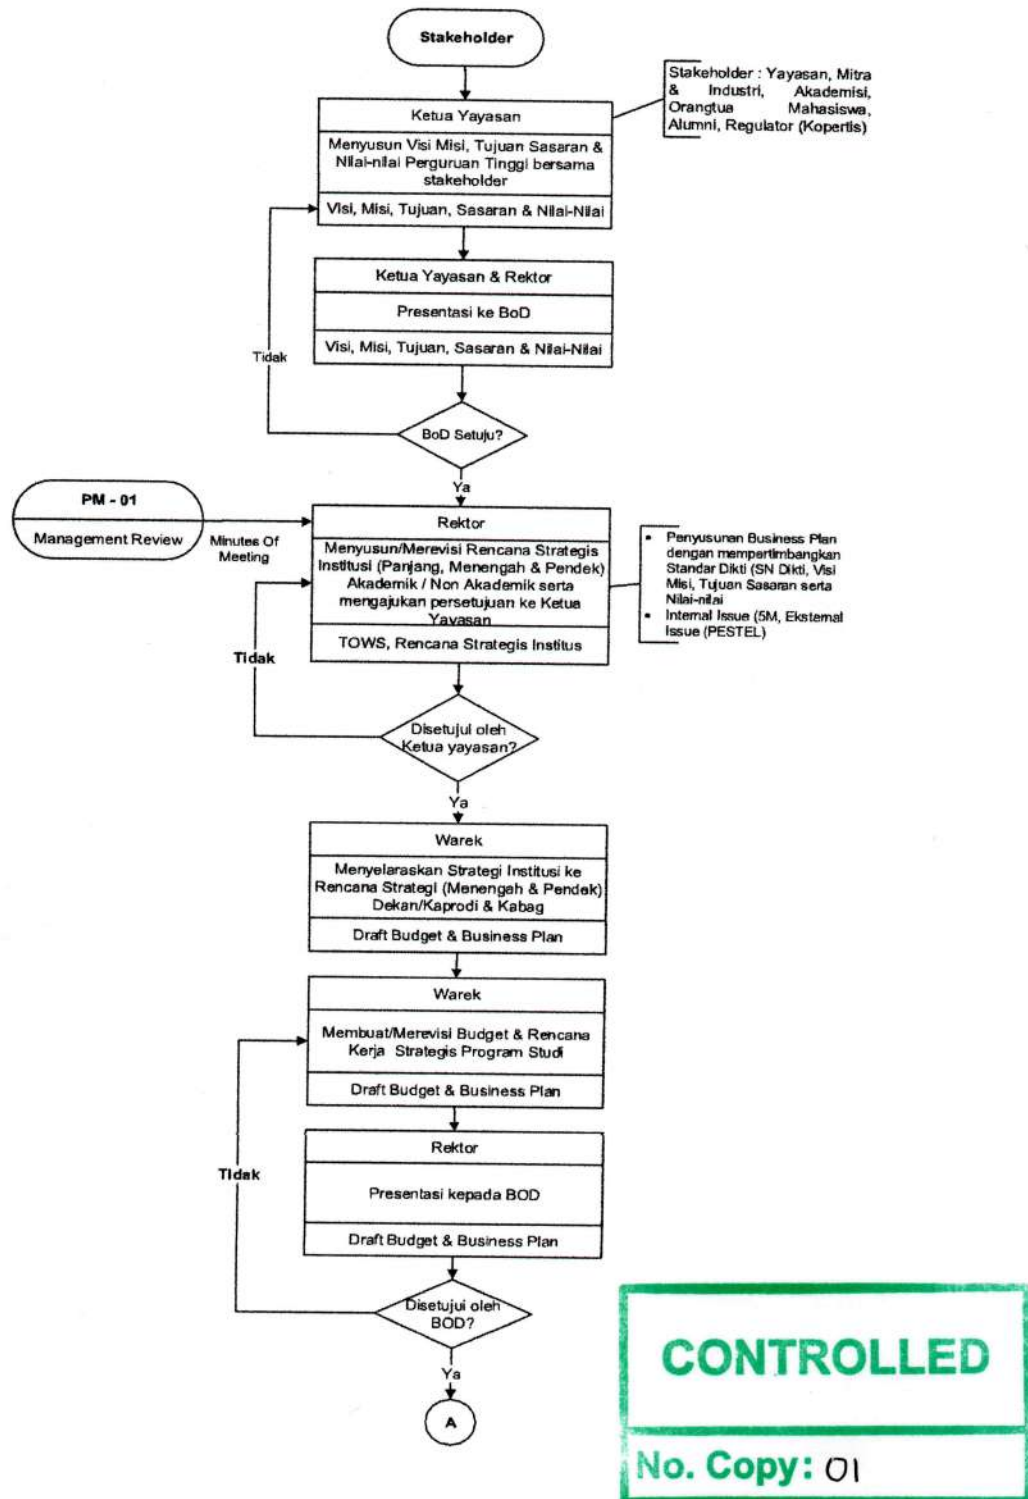 Stakeholder
Stakeholder : Yayasan, Mitra
& Industri, Akademisi,
Orangtua Mahasiswa,
Alumni, Regulator (Kopertis)
Ketua Yayasan
Menyusun Visi Misi, Tujuan Sasaran &
Nilai-nilai Perguruan Tinggi bersama
stakeholder
Visi, Misi, Tujuan, Sasaran & Nilai-Nilai
Ketua Yayasan & Rektor
Presentasi ke BoD
Visi, Misi, Tujuan, Sasaran & Nilai-Nilai
Tidak
BoD Setuju?
Ya
PM - 01
Management Review
Minutes Of
Meeting
Rektor
Menyusun/Merevisi Rencana Strategis
Institusi (Panjang, Menengah & Pendek)
Akademik / Non Akademik serta
mengajukan persetujuan ke Ketua
Yayasan
TOWS, Rencana Strategis Institus
• Penyusunan Business Plan
dengan mempertimbangkan
Standar Dikti (SN Dikti, Visi
Misi, Tujuan Sasaran serta
Nilai-nilai
• Internal Issue (5M, Eksternal
Issue (PESTEL)
Tidak
Disetujui oleh
Ketua yayasan?
Ya
Warek
Menyelaraskan Strategi Institusi ke
Rencana Strategi (Menengah & Pendek)
Dekan/Kaprodi & Kabag
Draft Budget & Business Plan
Warek
Membuat/Merevisi Budget & Rencana
Kerja Strategis Program Studi
Draft Budget & Business Plan
Rektor
Presentasi kepada BOD
Draft Budget & Business Plan
Tidak
Disetujui oleh
BOD?
Ya
A
CONTROLLED
No. Copy: 01